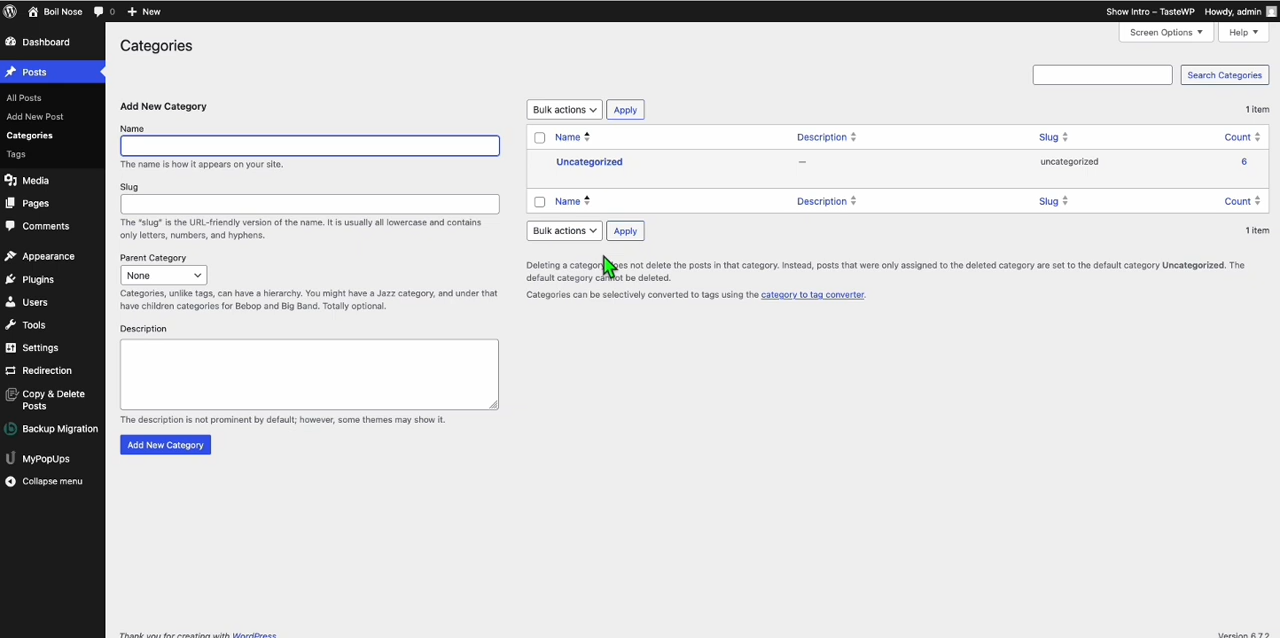 Boil Nose 0 New Show Intro – TasteWP Howdy, admin
Screen Options Help
Dashboard
Posts
All Posts
Add New Post
Categories
Tags
Media
Pages
Comments
Appearance
Plugins
Users
Tools
Settings
Redirection
Copy & Delete
Posts
Backup Migration
MyPopUps
Collapse menu
Categories
Search Categories
Add New Category
Name
The name is how it appears on your site.
Slug
The “slug” is the URL-friendly version of the name. It is usually all lowercase and contains
only letters, numbers, and hyphens.
Parent Category
None
Categories, unlike tags, can have a hierarchy. You might have a Jazz category, and under that
have children categories for Bebop and Big Band. Totally optional.
Description
The description is not prominent by default; however, some themes may show it.
Add New Category
Bulk actions Apply 1 item
Name Description Slug Count
Uncategorized — uncategorized 6
Name Description Slug Count
Bulk actions Apply 1 item
Deleting a category does not delete the posts in that category. Instead, posts that were only assigned to the deleted category are set to the default category Uncategorized. The
default category cannot be deleted.
Categories can be selectively converted to tags using the category to tag converter.
Thank you for creating with WordPress
Version 6.7.2